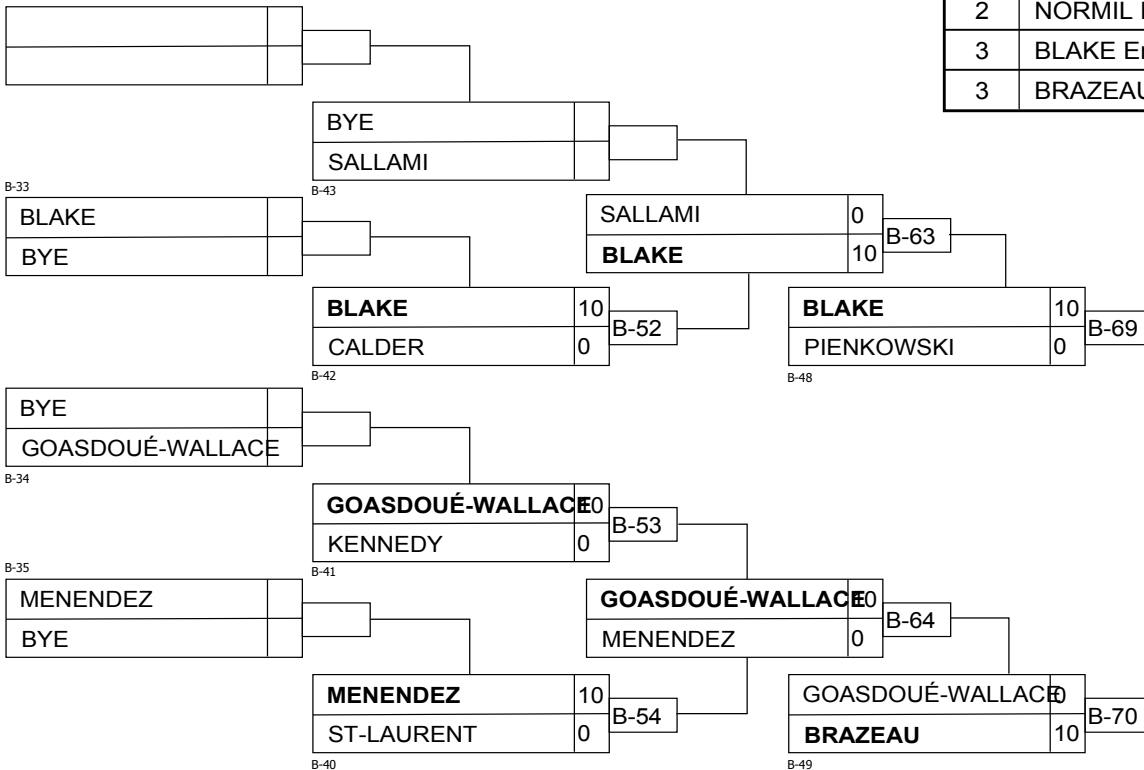 2 NORMIL
3 BLAKE
3 BRAZEAU
BYE
SALLAMI
B-33
B-43
BLAKE
BYE
SALLAMI 0
BLAKE 10
B-63
BLAKE 10
CALDER 0
B-52
B-42
BLAKE 10
PIENKOWSKI 0
B-69
B-48
BYE
GOASDOUÉ-WALLACE
B-34
GOASDOUÉ-WALLACE 10
KENNEDY 0
B-53
B-41
B-35
MENENDEZ
BYE
GOASDOUÉ-WALLACE 10
MENENDEZ 0
B-64
MENENDEZ 10
ST-LAURENT 0
B-54
B-40
GOASDOUÉ-WALLACE 0
BRAZEAU 10
B-70
B-49